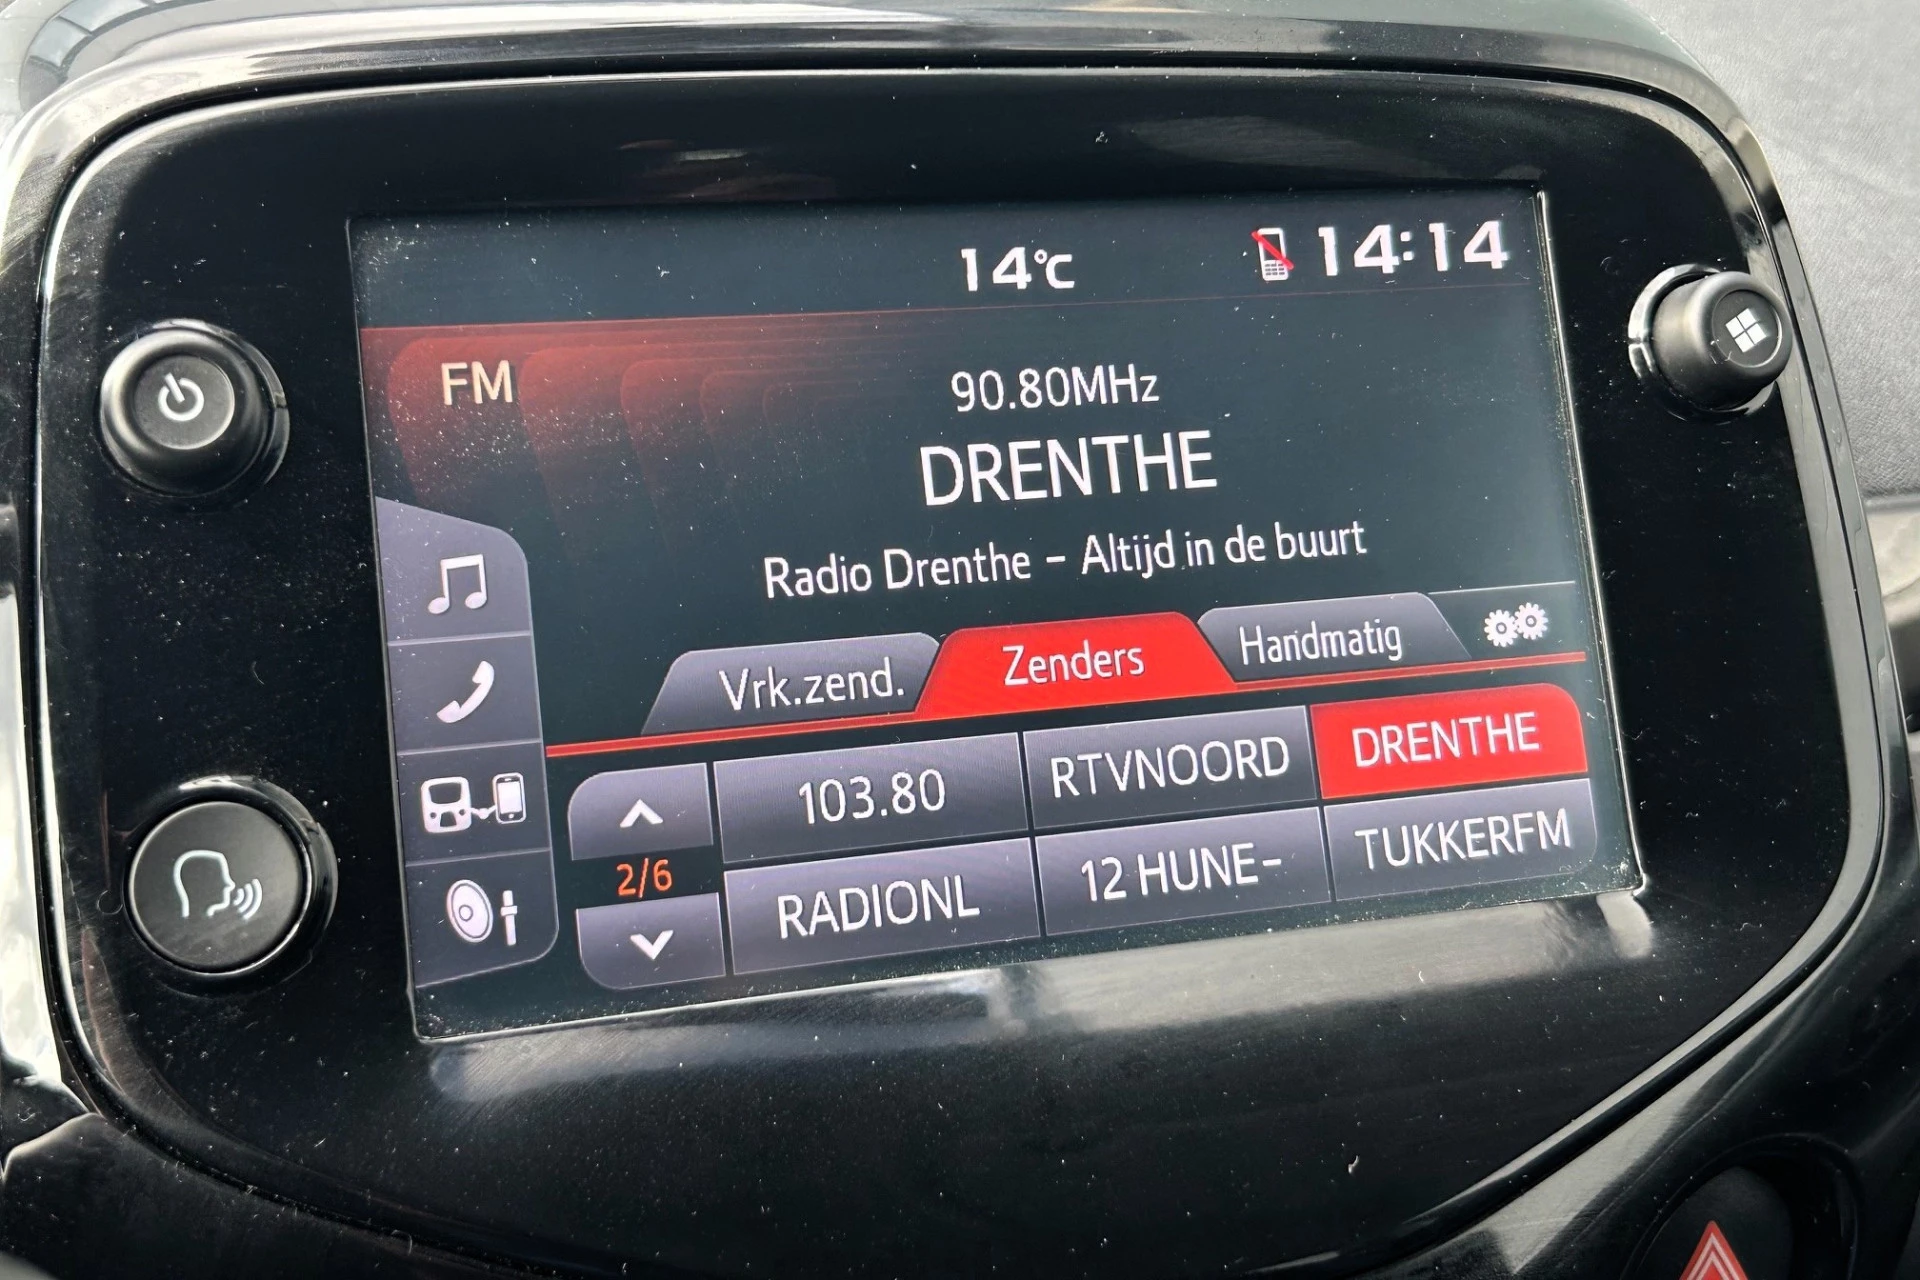 14°C
14:14
FM
90.80MHz
DRENTHE
Radio Drenthe - Altijd in de buurt
Vrk.zend.
Zenders
Handmatig
103.80
RTVNOORD
DRENTHE
2/6
RADIONL
12 HUNE-
TUKKERFM